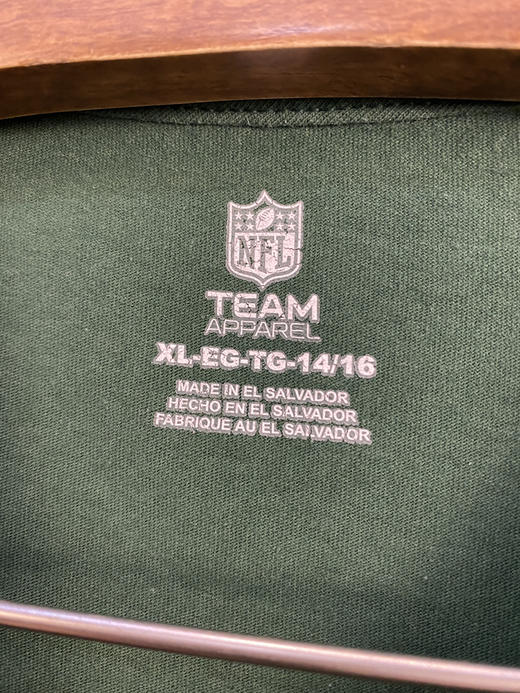 NFL
TEAM
APPAREL
XL-EG-TG-14/16
MADE IN EL SALVADOR
HECHO EN EL SALVADOR
FABRIQUE AU EL SALVADOR